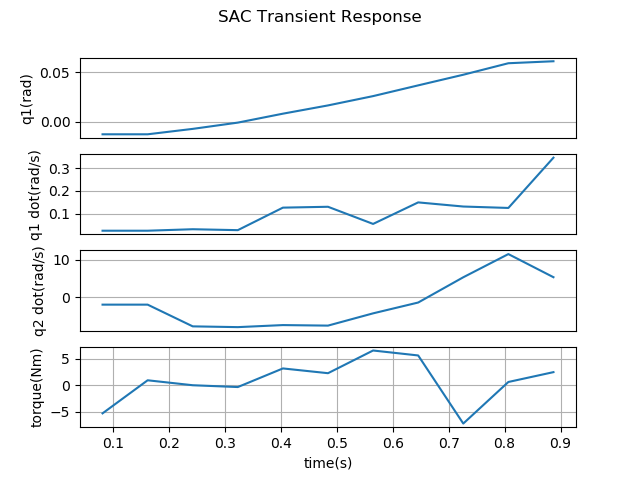 SAC Transient Response
q1(rad)
0.05
0.00
q1 dot(rad/s)
0.3
0.2
0.1
q2 dot(rad/s)
10
0
torque(Nm)
5
0
−5
0.1 0.2 0.3 0.4 0.5 0.6 0.7 0.8 0.9
time(s)